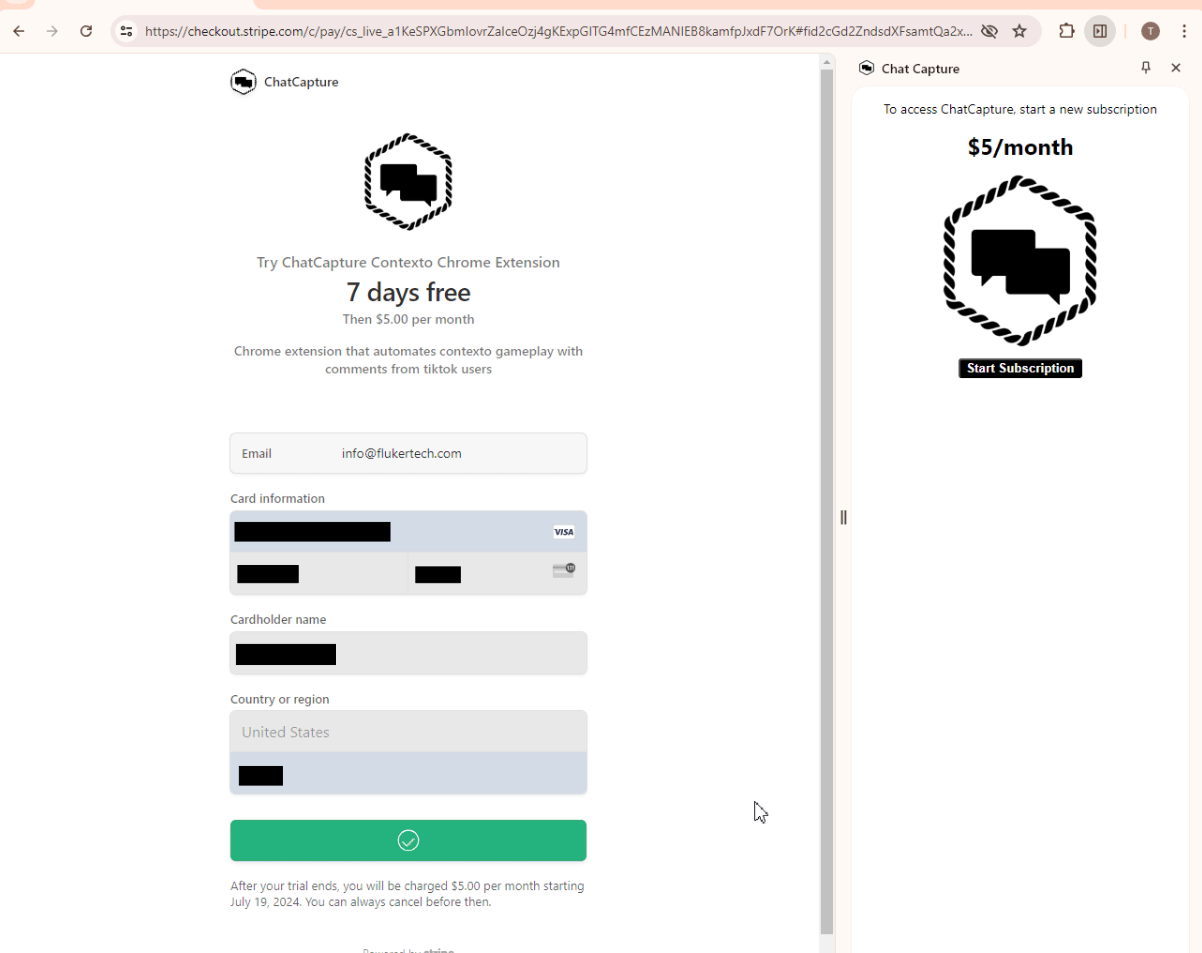 https://checkout.stripe.com/c/pay/cs_live_a1KeSPXGbmIovrZaIceOzj4gKExpGlTG4mfCEzMANIEB8kamfpJxdF7OrK#fid2cGd2ZndsdXFsamtQa2x...
T
ChatCapture
Try ChatCapture Contexto Chrome Extension
7 days free
Then $5.00 per month
Chrome extension that automates contexto gameplay with
comments from tiktok users
Email info@flukertech.com
Card information
VISA
Cardholder name
Country or region
United States
After your trial ends, you will be charged $5.00 per month starting
July 19, 2024. You can always cancel before then.
Powered by stripe
Chat Capture
To access ChatCapture, start a new subscription
$5/month
Start Subscription